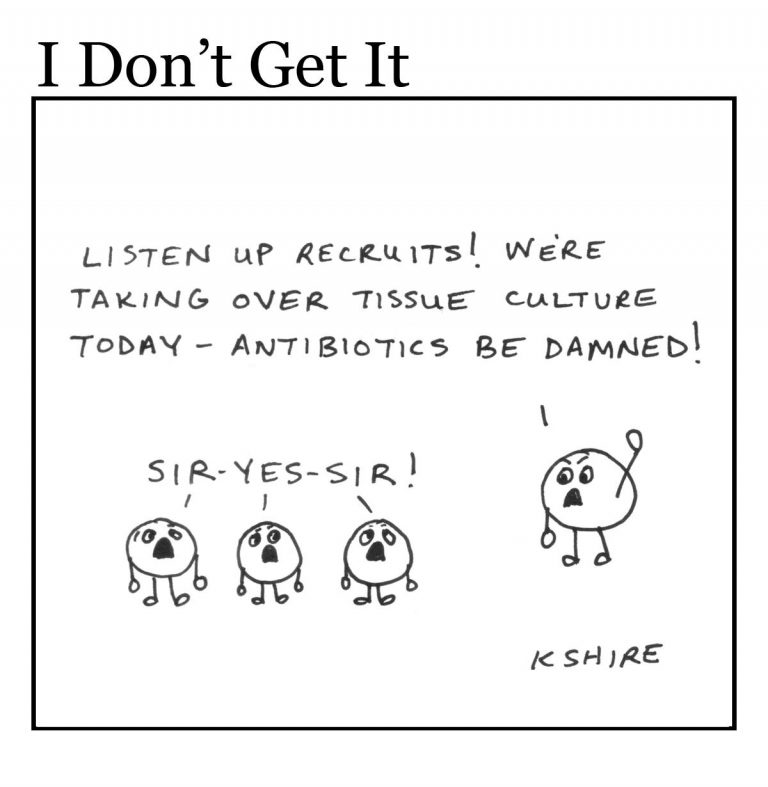 I Don't Get It
LISTEN UP RECRUITS! WE'RE
TAKING OVER TISSUE CULTURE
TODAY - ANTIBIOTICS BE DAMNED!
SIR-YES-SIR!
K SHIRE